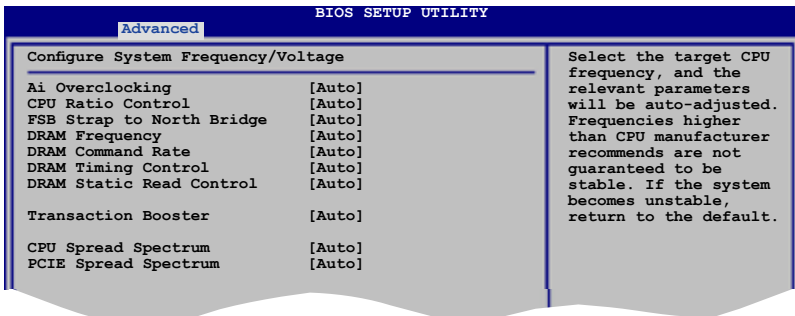 BIOS SETUP UTILITY
Advanced
Configure System Frequency/Voltage
Ai Overclocking [Auto]
CPU Ratio Control [Auto]
FSB Strap to North Bridge [Auto]
DRAM Frequency [Auto]
DRAM Command Rate [Auto]
DRAM Timing Control [Auto]
DRAM Static Read Control [Auto]
Transaction Booster [Auto]
CPU Spread Spectrum [Auto]
PCIE Spread Spectrum [Auto]
Select the target CPU
frequency, and the
relevant parameters
will be auto-adjusted.
Frequencies higher
than CPU manufacturer
recommends are not
guaranteed to be
stable. If the system
becomes unstable,
return to the default.